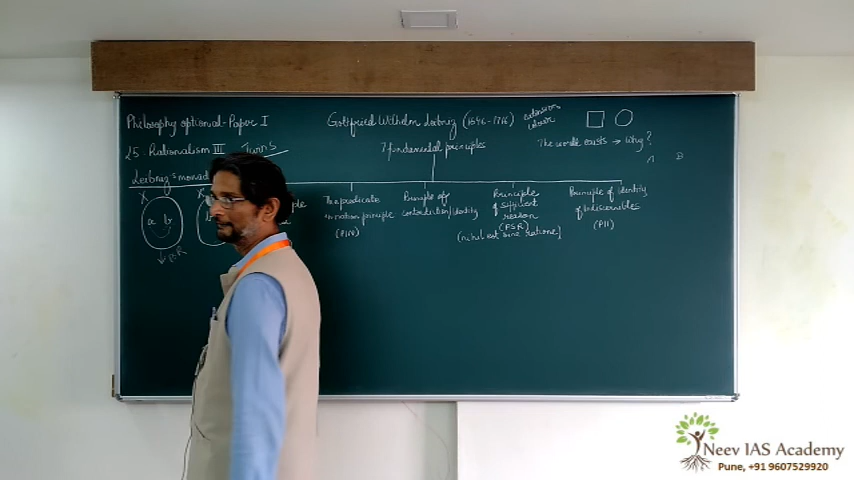 Philosophy optional - Paper I
25. Rationalism III Turns
Leibniz's monad
Gottfried Wilhelm Leibniz (1646-1716)
7 fundamental principles
extension
colour
The world exists → Why?
A B
X
a b
The predicate
in notion principle
(PIN)
Principle of
contradiction/identity
Principle
of sufficient
reason
(PSR)
(nihil est sine ratione]
Principle of identity
of Indiscernibles
(PII)
Neev IAS Academy
Pune, +91 9607529920